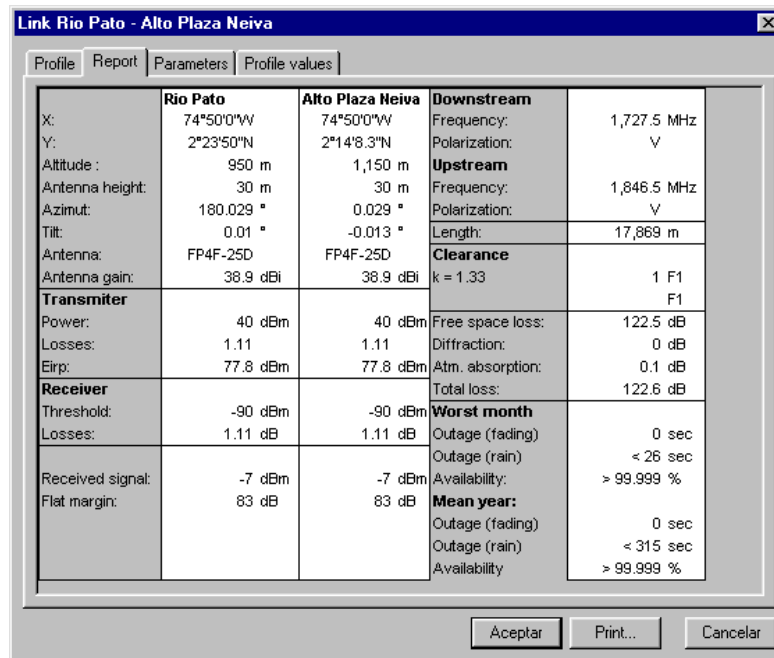 Link Rio Pato - Alto Plaza Neiva
Profile Report Parameters Profile values
Rio Pato Alto Plaza Neiva Downstream
X: 74°50'0"W 74°50'0"W Frequency: 1,727.5 MHz
Y: 2°23'50"N 2°14'8.3"N Polarization: V
Altitude : 950 m 1,150 m Upstream
Antenna height: 30 m 30 m Frequency: 1,846.5 MHz
Azimut: 180.029 ° 0.029 ° Polarization: V
Tilt: 0.01 ° -0.013 ° Length: 17,869 m
Antenna: FP4F-25D FP4F-25D Clearance
Antenna gain: 38.9 dBi 38.9 dBi k = 1.33 1 F1
Transmiter F1
Power: 40 dBm 40 dBm Free space loss: 122.5 dB
Losses: 1.11 1.11 Diffraction: 0 dB
Eirp: 77.8 dBm 77.8 dBm Atm. absorption: 0.1 dB
Receiver Total loss: 122.6 dB
Threshold: -90 dBm -90 dBm Worst month
Losses: 1.11 dB 1.11 dB Outage (fading) 0 sec
Outage (rain) < 26 sec
Received signal: -7 dBm -7 dBm Availability: > 99.999 %
Flat margin: 83 dB 83 dB Mean year:
Outage (fading) 0 sec
Outage (rain) < 315 sec
Availability > 99.999 %
Aceptar Print... Cancelar